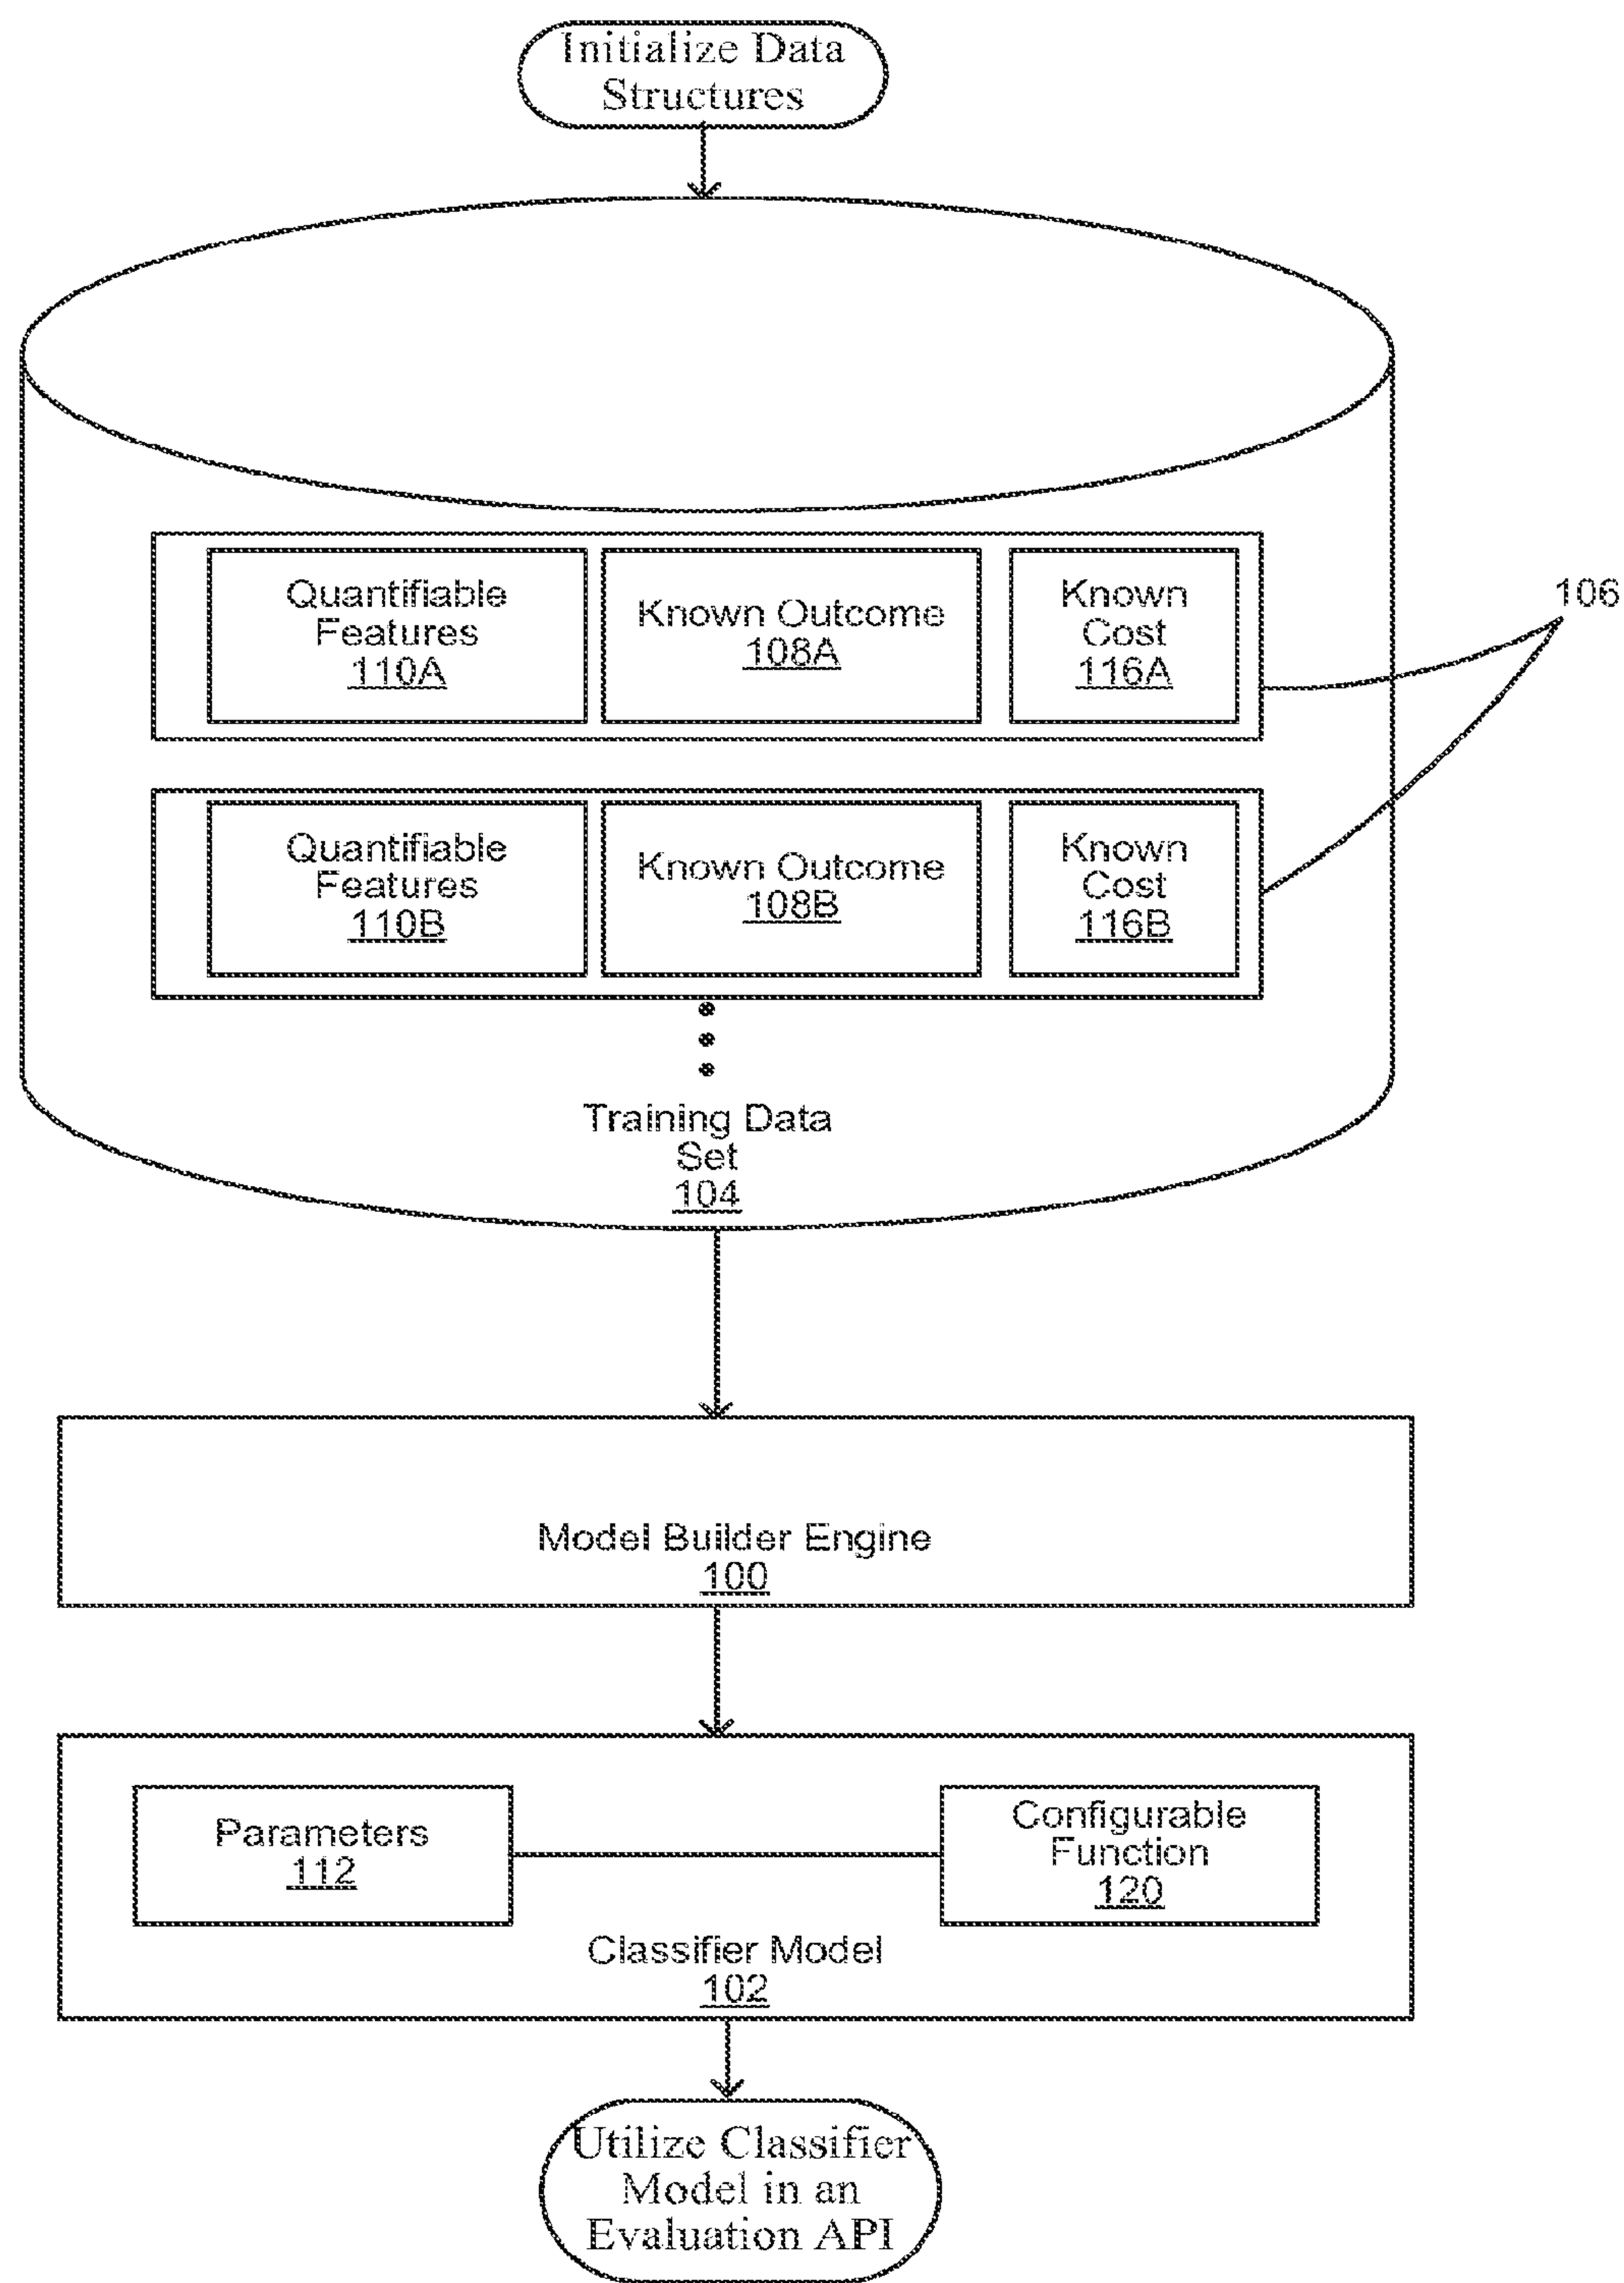 Initialize Data
Structures
Quantifiable
Features
110A
Known Outcome
108A
Known
Cost
116A
106
Quantifiable
Features
110B
Known Outcome
108B
Known
Cost
116B
Training Data
Set
104
Model Builder Engine
100
Parameters
112
Configurable
Function
120
Classifier Model
102
Utilize Classifier
Model in an
Evaluation API